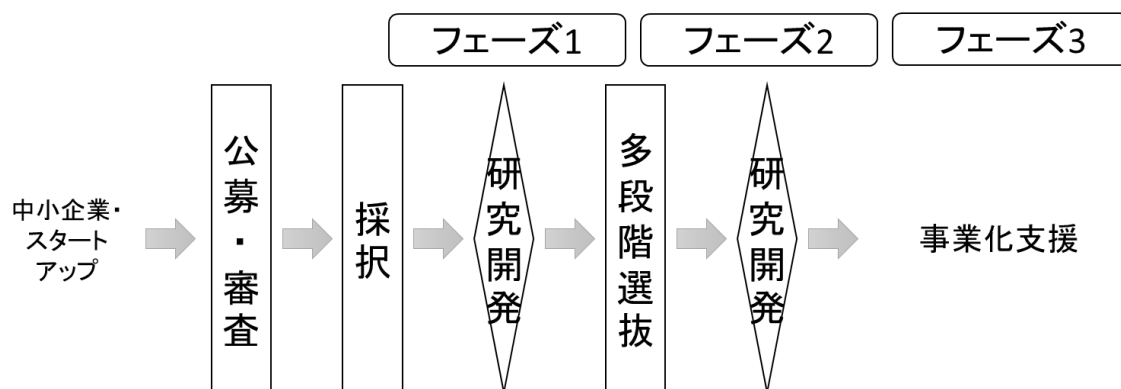 フェーズ1
フェーズ2
フェーズ3
中小企業・
スタート
アップ
公募・審査
採択
研究開発
多段階選抜
研究開発
事業化支援